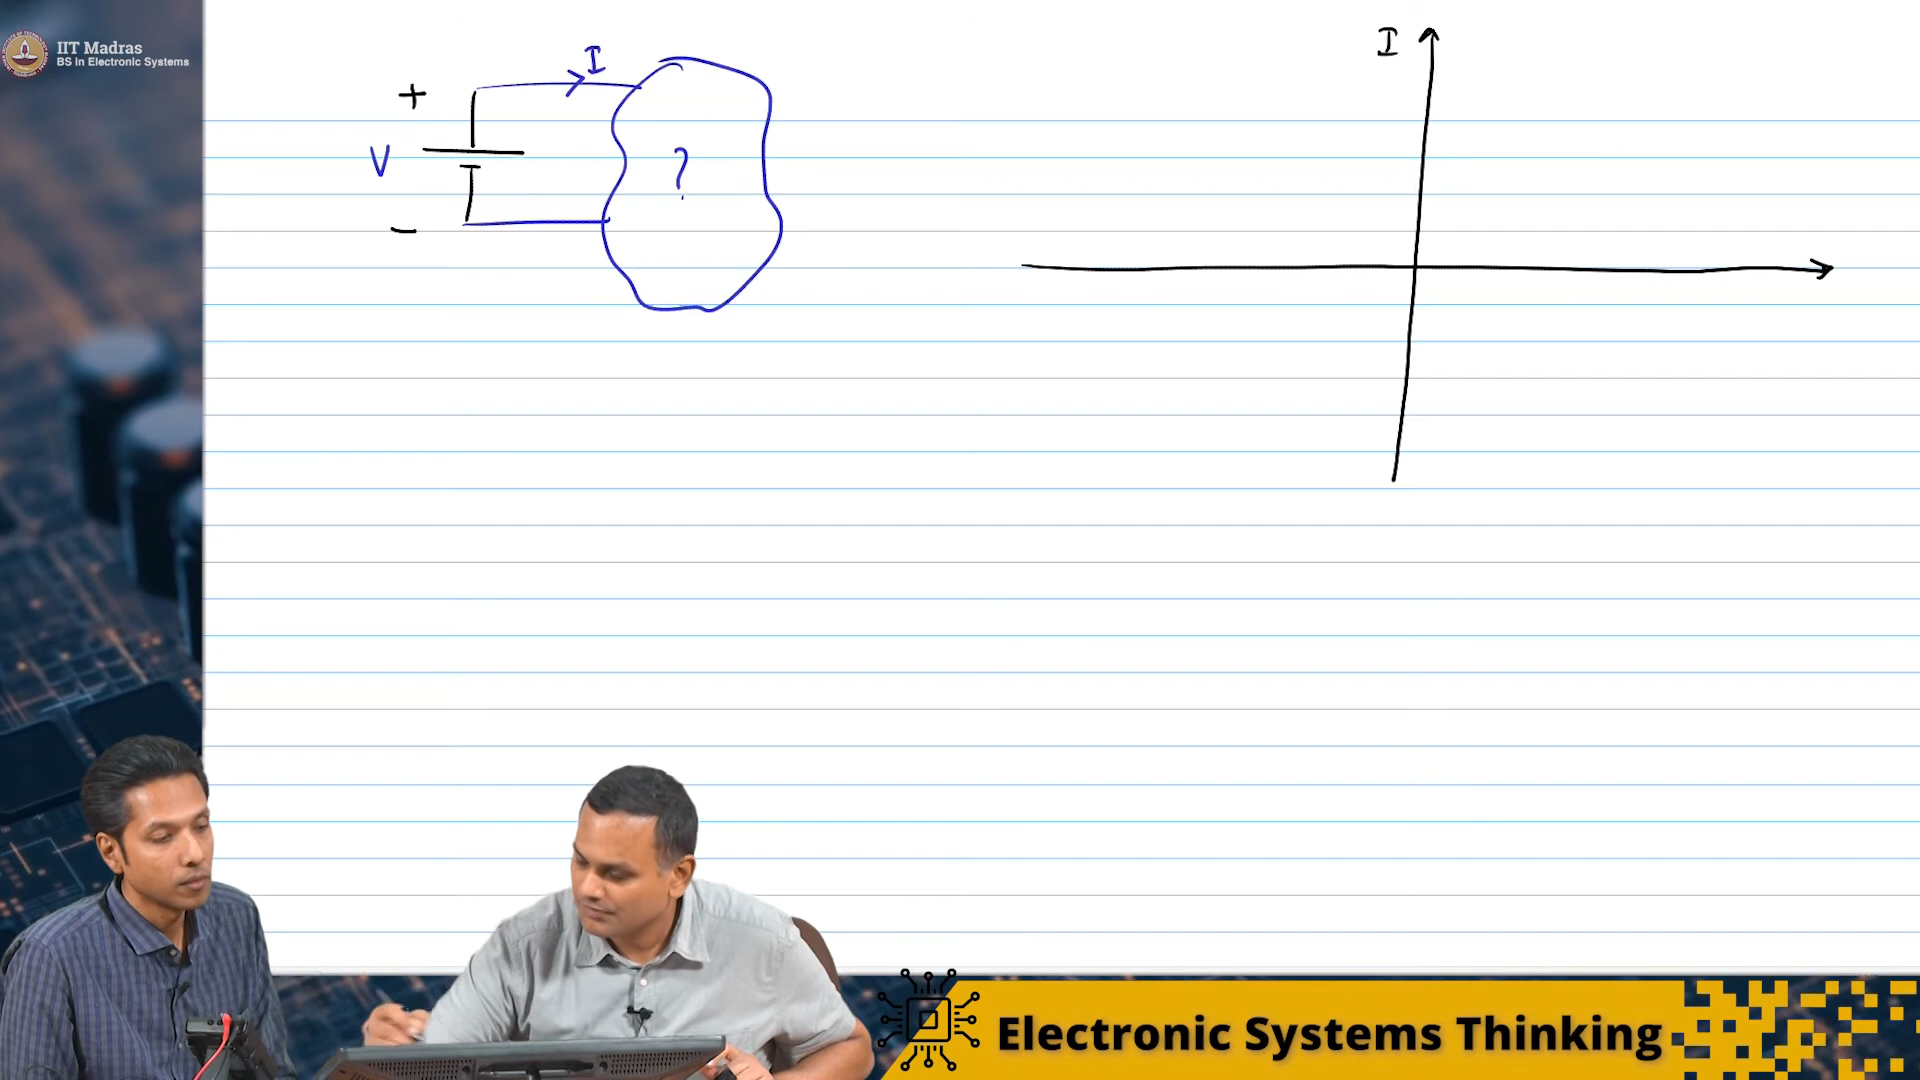 IIT Madras
BS In Electronic Systems
I
+
V
?
-
I
Electronic Systems Thinking